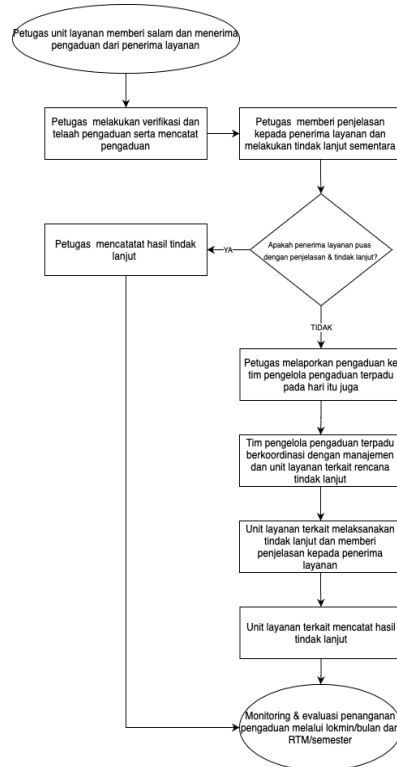 Petugas unit layanan memberi salam dan menerima
pengaduan dari penerima layanan
Petugas melakukan verifikasi dan
telaah pengaduan serta mencatat
pengaduan
Petugas memberi penjelasan
kepada penerima layanan dan
melakukan tindak lanjut sementara
Apakah penerima layanan puas
dengan penjelasan & tindak lanjut?
YA
Petugas mencatatat hasil tindak
lanjut
TIDAK
Petugas melaporkan pengaduan ke
tim pengelola pengaduan terpadu
pada hari itu juga
Tim pengelola pengaduan terpadu
berkoordinasi dengan manajemen
dan unit layanan terkait rencana
tindak lanjut
Unit layanan terkait melaksanakan
tindak lanjut dan memberi
penjelasan kepada penerima
layanan
Unit layanan terkait mencatat hasil
tindak lanjut
Monitoring & evaluasi penanganan
pengaduan melalui lokmin/bulan dan
RTM/semester